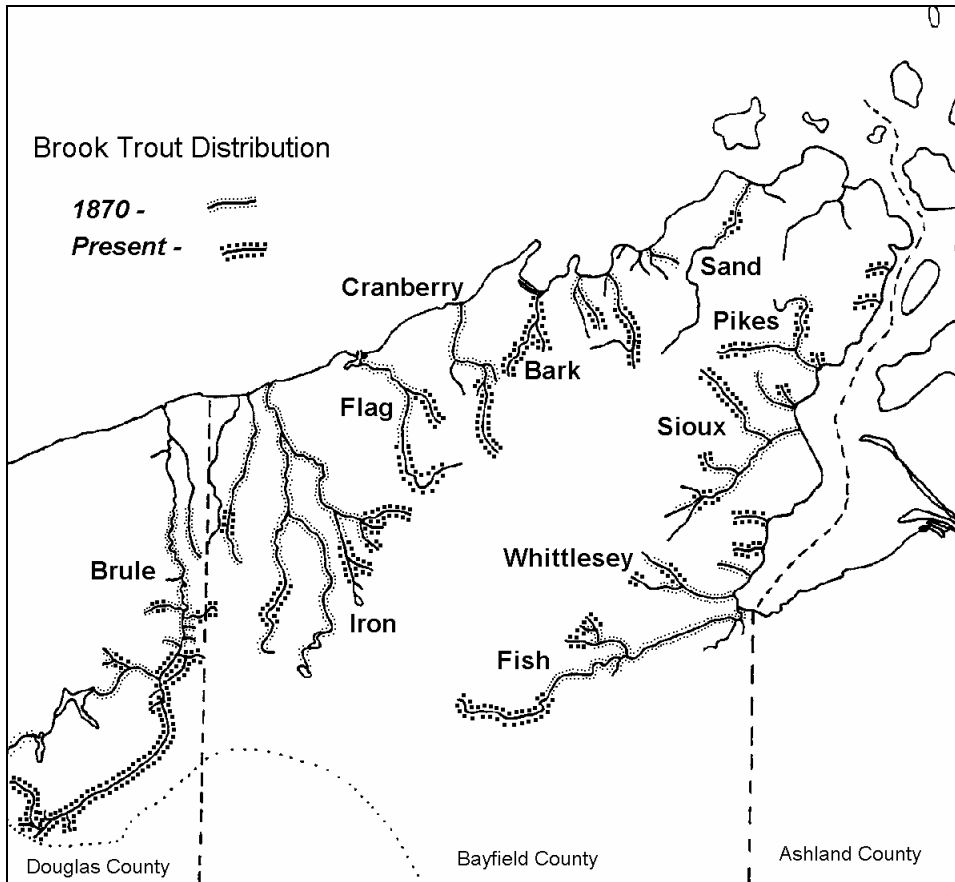 Brook Trout Distribution
1870 -
Present -
Sand
Cranberry
Pikes
Bark
Flag
Sioux
Whittlesey
Brule
Iron
Fish
Douglas County
Bayfield County
Ashland County